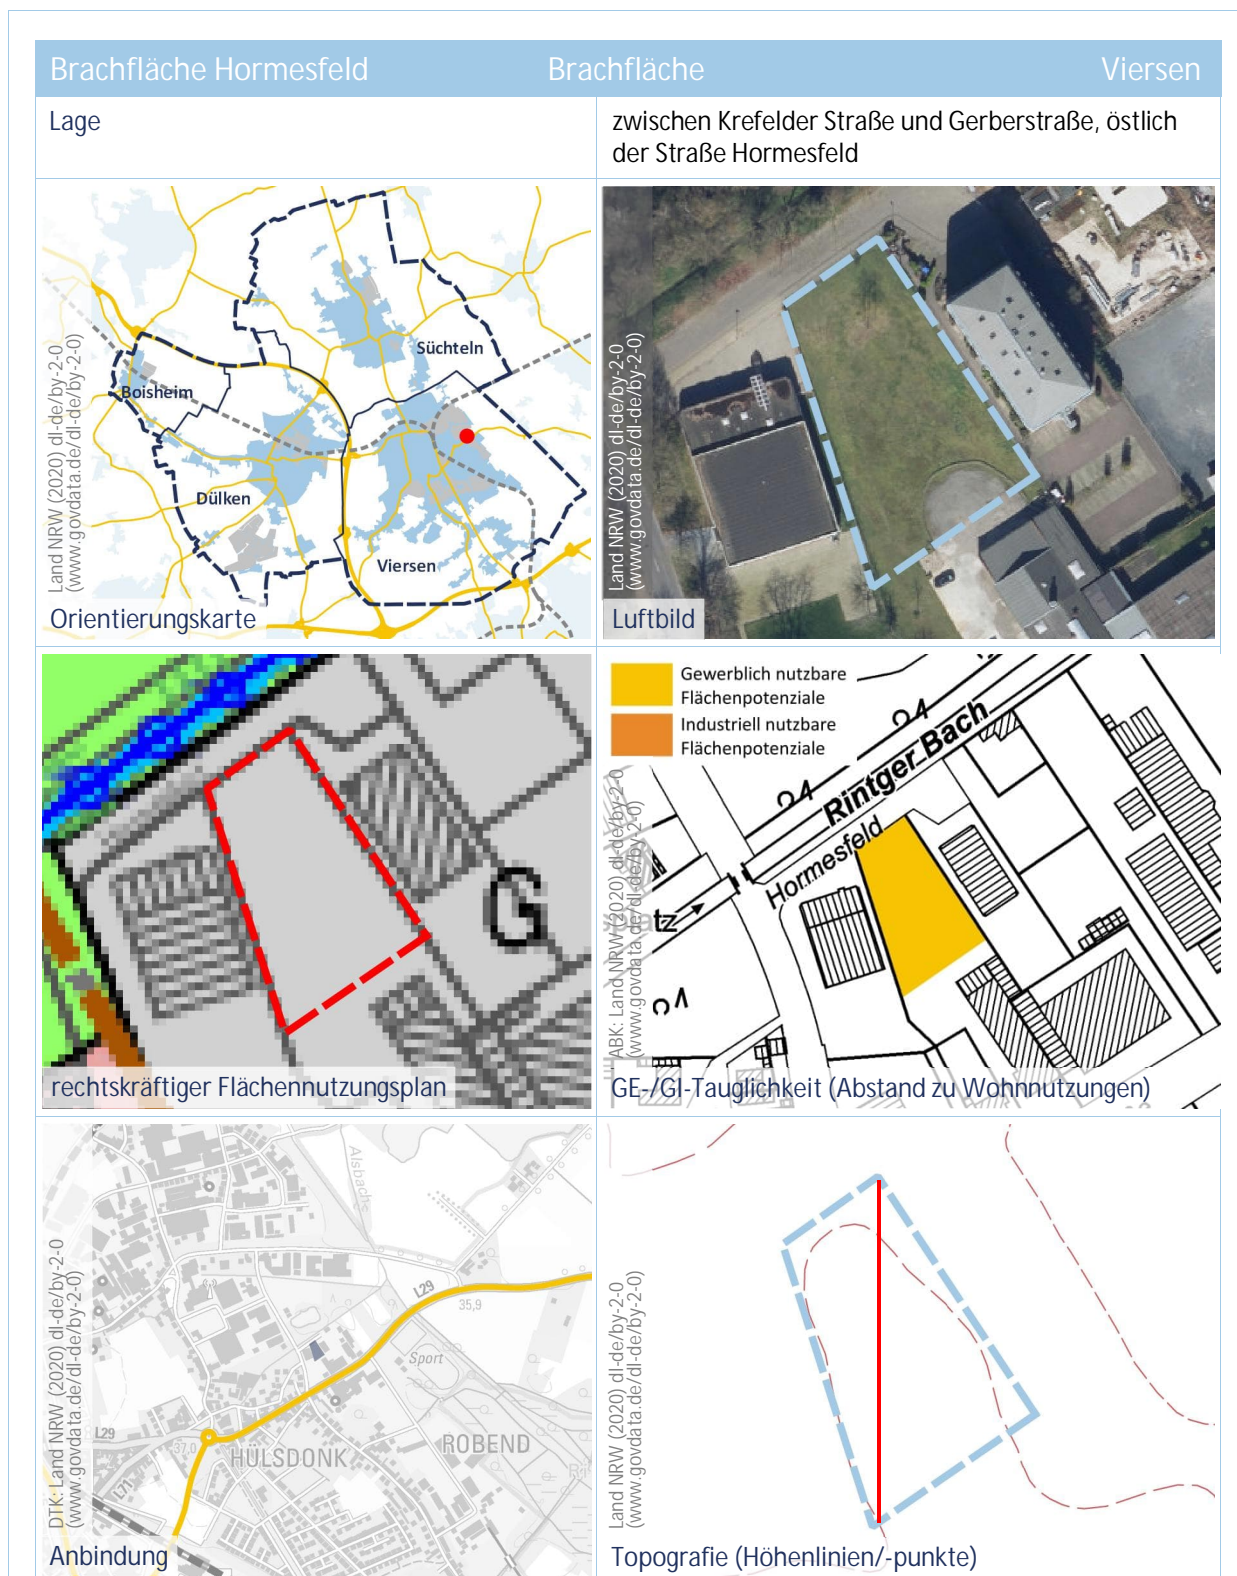 Brachfläche Hormesfeld Brachfläche Viersen
Lage
zwischen Krefelder Straße und Gerberstraße, östlich
der Straße Hormesfeld
Süchteln
Boisheim
Dülken
Viersen
Land NRW (2020) dl-de/by-2-0
(www.govdata.de/dl-de/by-2-0)
Orientierungskarte
Land NRW (2020) dl-de/by-2-0
(www.govdata.de/dl-de/by-2-0)
Luftbild
G
rechtskräftiger Flächennutzungsplan
Gewerblich nutzbare
Flächenpotenziale
Industriell nutzbare
Flächenpotenziale
Rintger Bach
Hormesfeld
ABK: Land NRW (2020) dl-de/by-2-0
(www.govdata.de/dl-de/by-2-0)
GE-/GI-Tauglichkeit (Abstand zu Wohnnutzungen)
Alsbach
L29
35,9
Sport
ROBEND
HÜLSDONK
L29
37,0
L71
DTK: Land NRW (2020) dl-de/by-2-0
(www.govdata.de/dl-de/by-2-0)
Anbindung
Land NRW (2020) dl-de/by-2-0
(www.govdata.de/dl-de/by-2-0)
Topografie (Höhenlinien/-punkte)